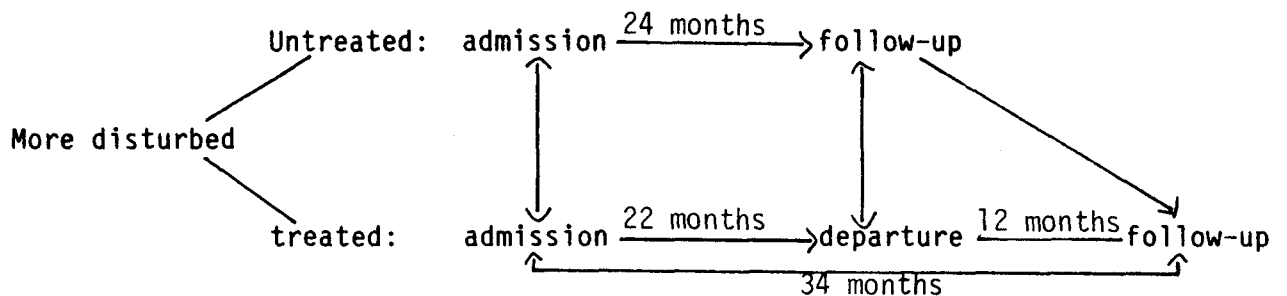 24 months
Untreated: admission follow-up
More disturbed
22 months 12 months
treated: admission departure follow-up
34 months